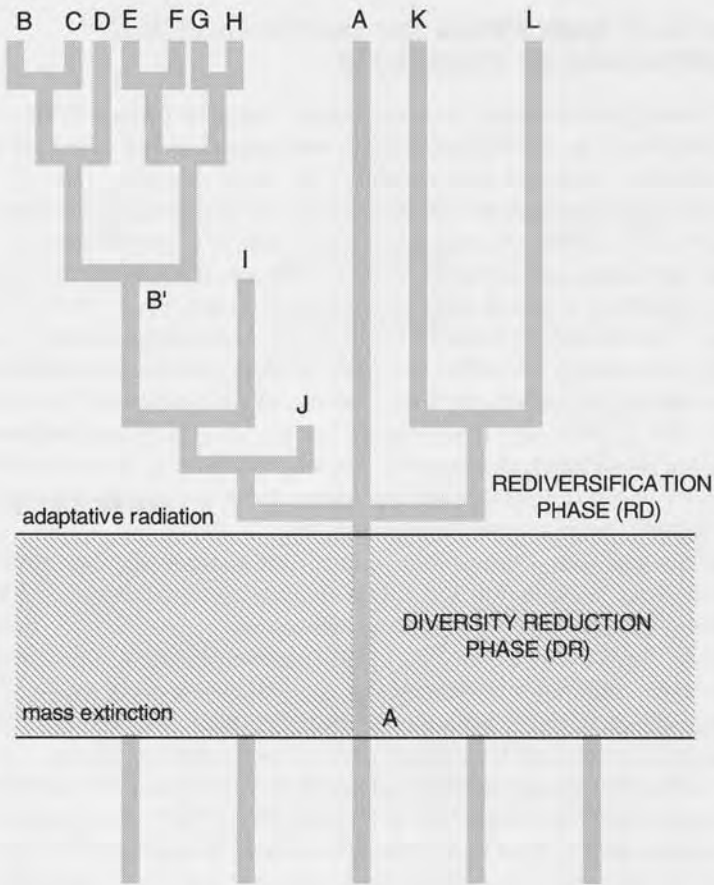 B C D E F G H A K L
I
B'
J
REDIVERSIFICATION
PHASE (RD)
adaptative radiation
DIVERSITY REDUCTION
PHASE (DR)
mass extinction
A